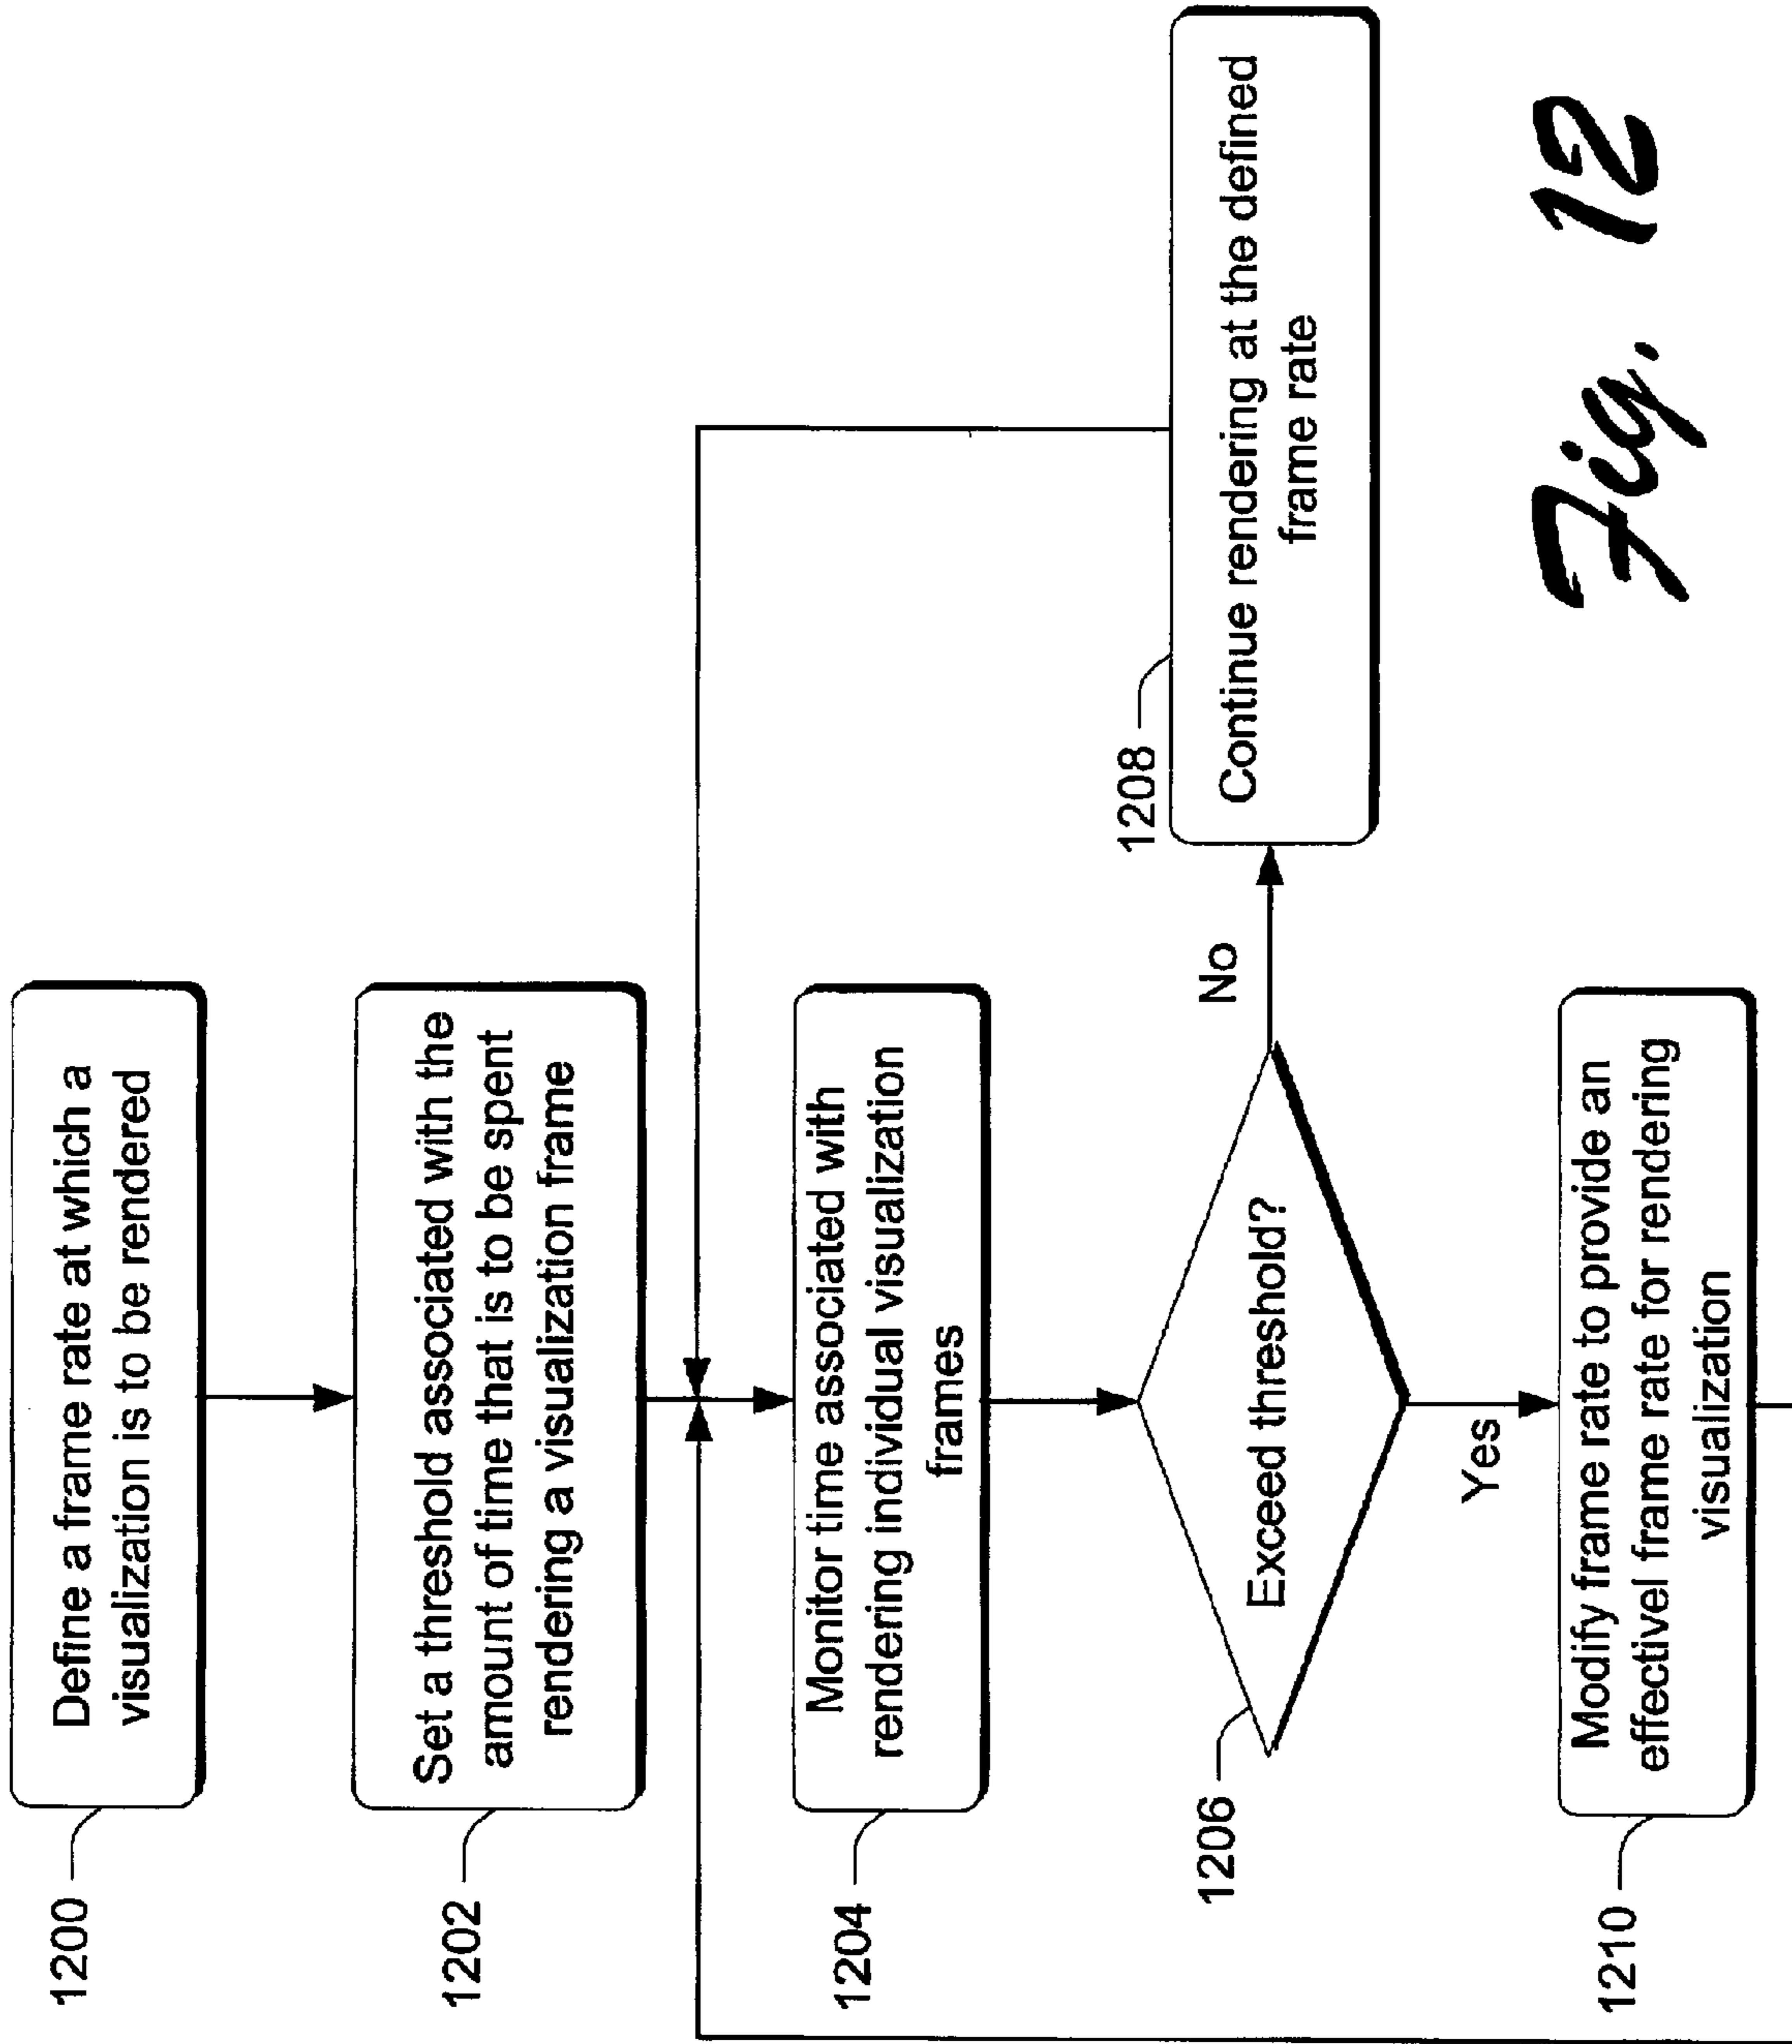 1200
Define a frame rate at which a
visualization is to be rendered
1202
Set a threshold associated with the
amount of time that is to be spent
rendering a visualization frame
1204
Monitor time associated with
rendering individual visualization
frames
1206
Exceed threshold?
No
1208
Continue rendering at the defined
frame rate
Yes
1210
Modify frame rate to provide an
effectivel frame rate for rendering
visualization
Fig. 12